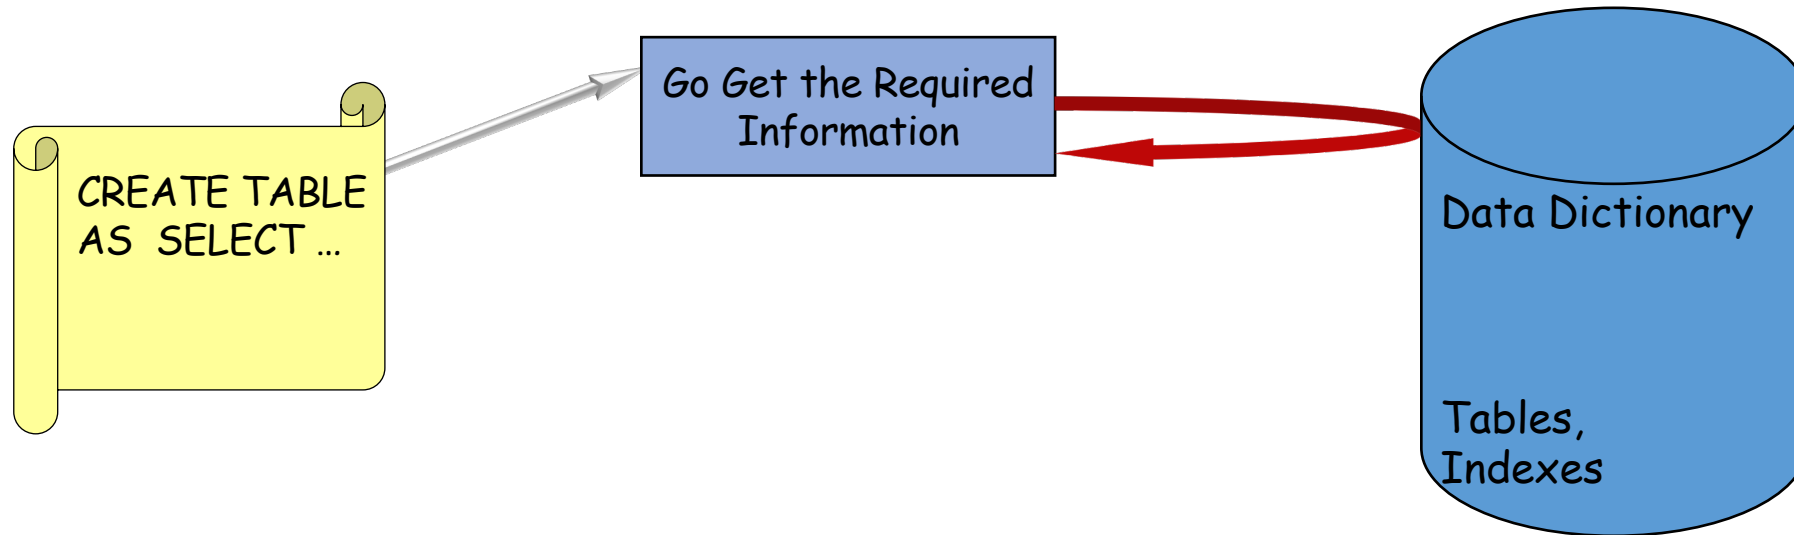 CREATE TABLE
AS SELECT ...
Go Get the Required
Information
Data Dictionary
Tables,
Indexes